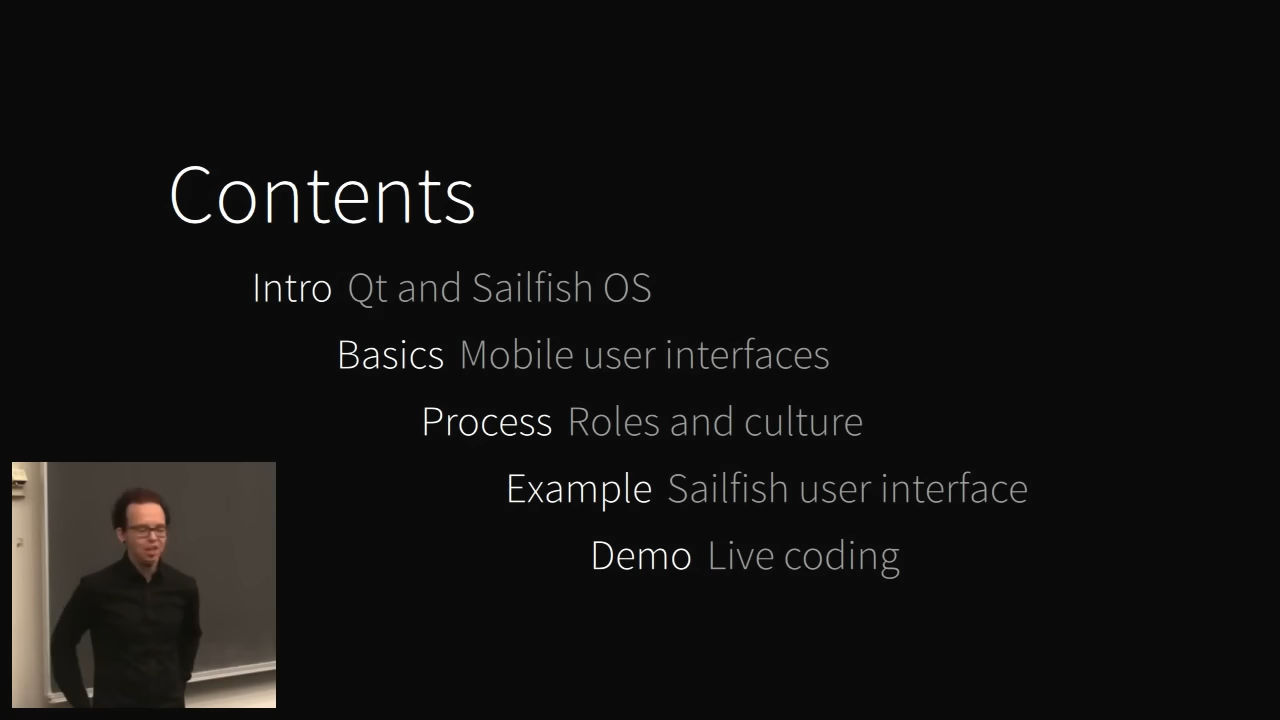 Contents
Intro Qt and Sailfish OS
Basics Mobile user interfaces
Process Roles and culture
Example Sailfish user interface
Demo Live coding